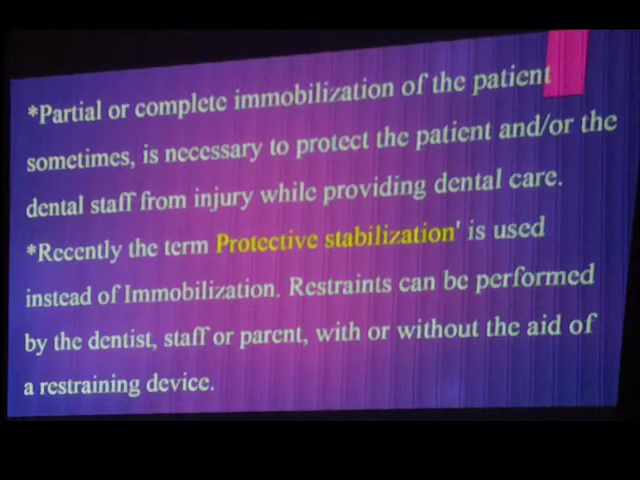 *Partial or complete immobilization of the patient
sometimes, is necessary to protect the patient and/or the
dental staff from injury while providing dental care.
*Recently the term Protective stabilization' is used
instead of Immobilization. Restraints can be performed
by the dentist, staff or parent, with or without the aid of
a restraining device.